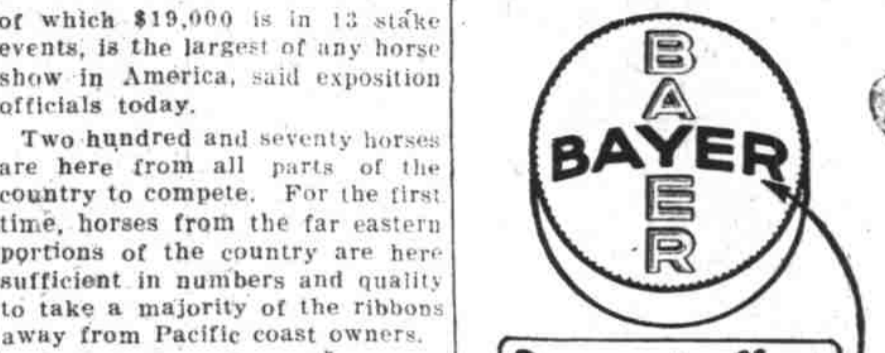 of which $19,000 is in 13 stake
events, is the largest of any horse
show in America, said exposition
officials today.
Two hundred and seventy horses
are here from all parts of the
country to compete. For the first
time, horses from the far eastern
portions of the country are here
sufficient in numbers and quality
to take a majority of the ribbons
away from Pacific coast owners.
BAYER
BAYER